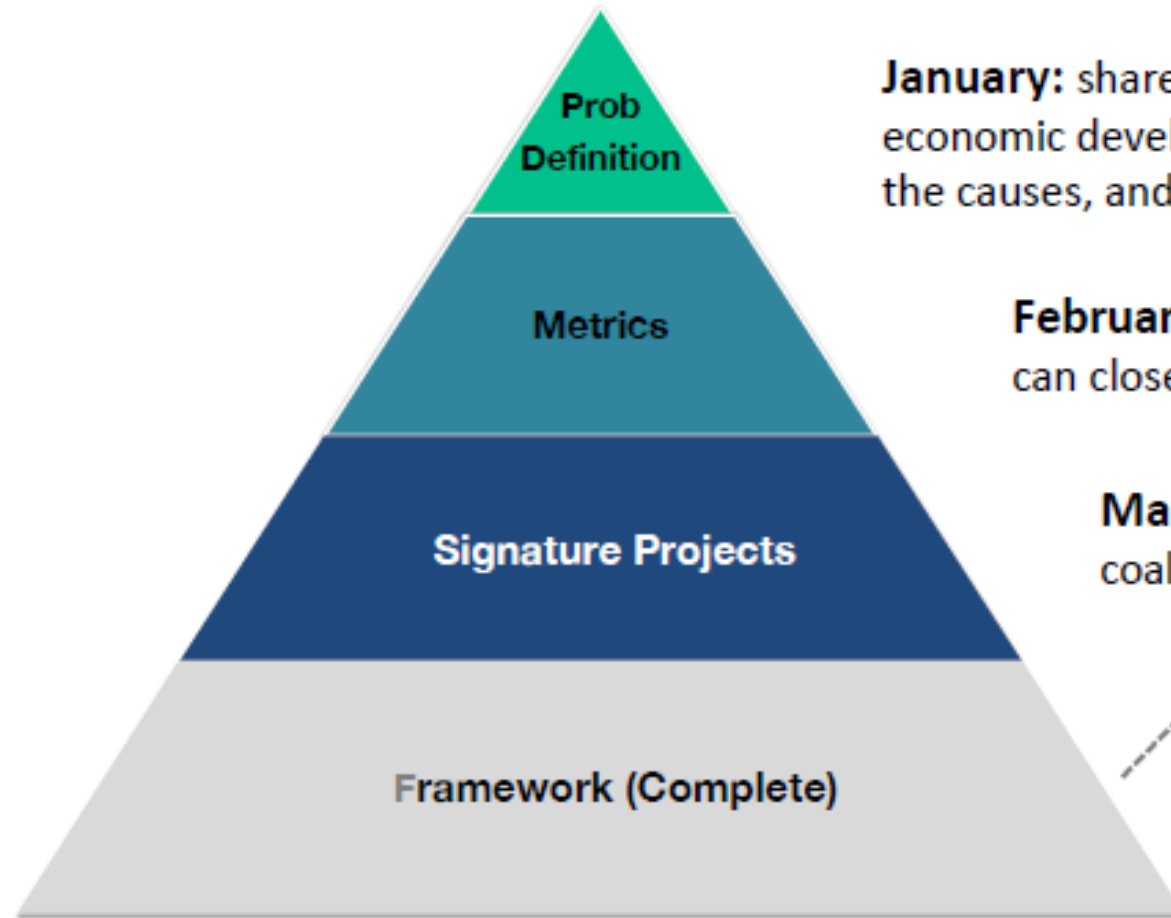 Prob
Definition
January: share
economic devel
the causes, and
Metrics
Februar
can close
Signature Projects
Ma
coal
Framework (Complete)